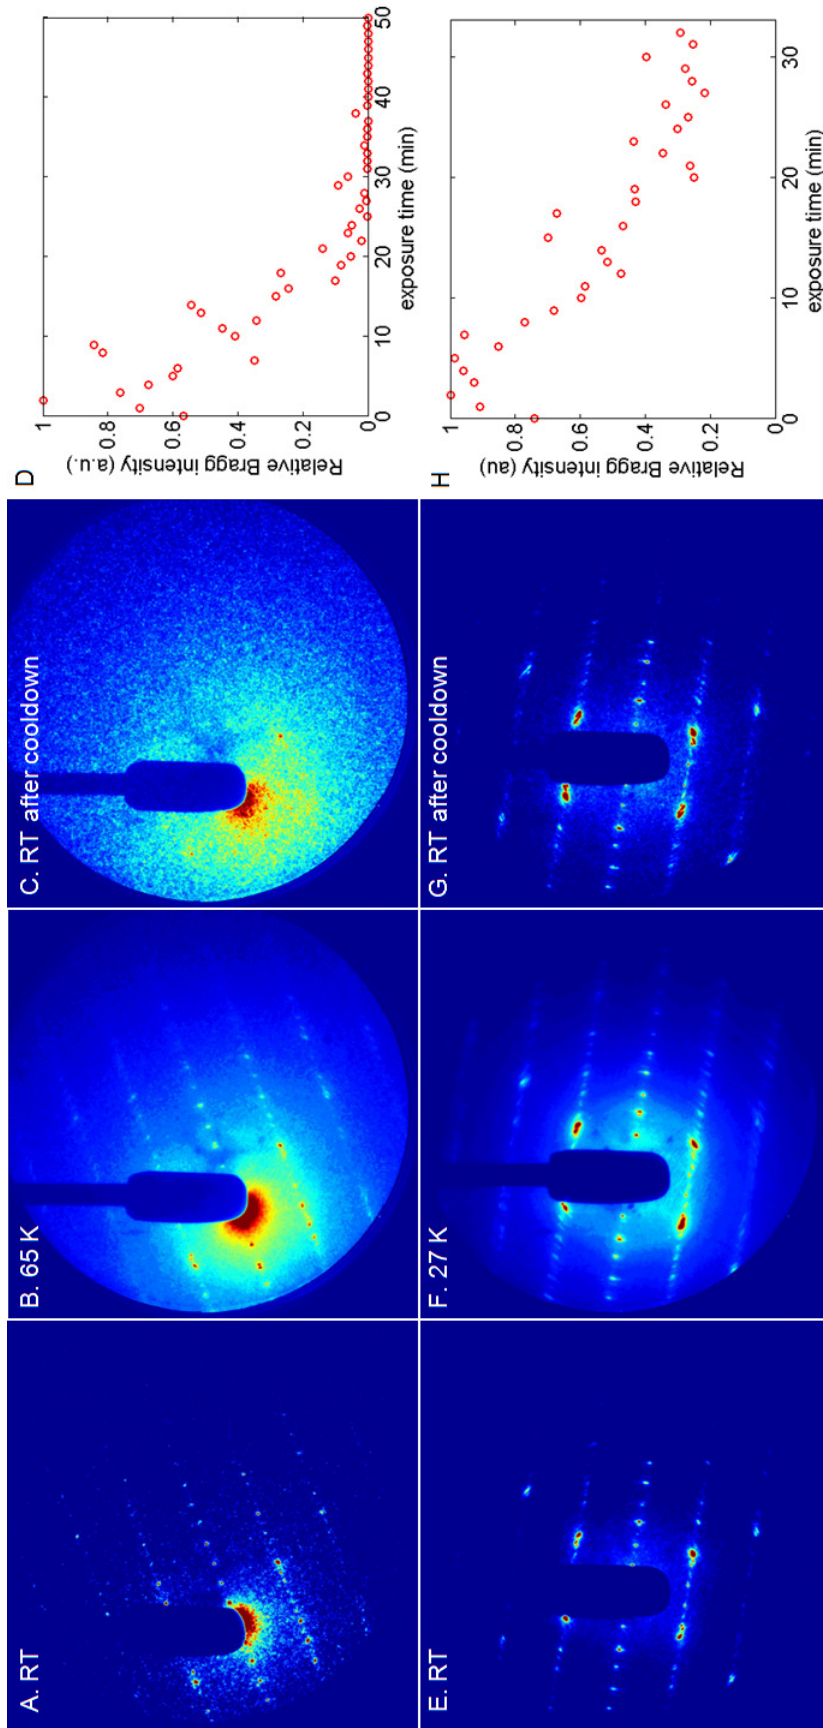 A. RT
B. 65 K
C. RT after cooldown
D
Relative Bragg intensity (a.u.)
1
0.8
0.6
0.4
0.2
0
0
10
20
30
40
50
exposure time (min)
E. RT
F. 27 K
G. RT after cooldown
H
Relative Bragg intensity (au)
1
0.8
0.6
0.4
0.2
0
10
20
30
exposure time (min)